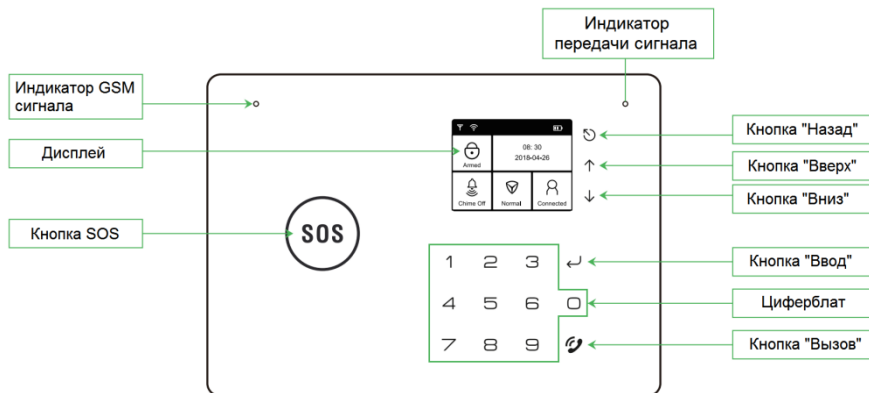 Индикатор
передачи сигнала
Индикатор GSM
сигнала
Дисплей
Кнопка SOS
SOS
08: 30
2018-04-26
Armed
Chime Off
Normal
Connected
1 2 3
4 5 6 0
7 8 9
Кнопка "Назад"
Кнопка "Вверх"
Кнопка "Вниз"
Кнопка "Ввод"
Циферблат
Кнопка "Вызов"